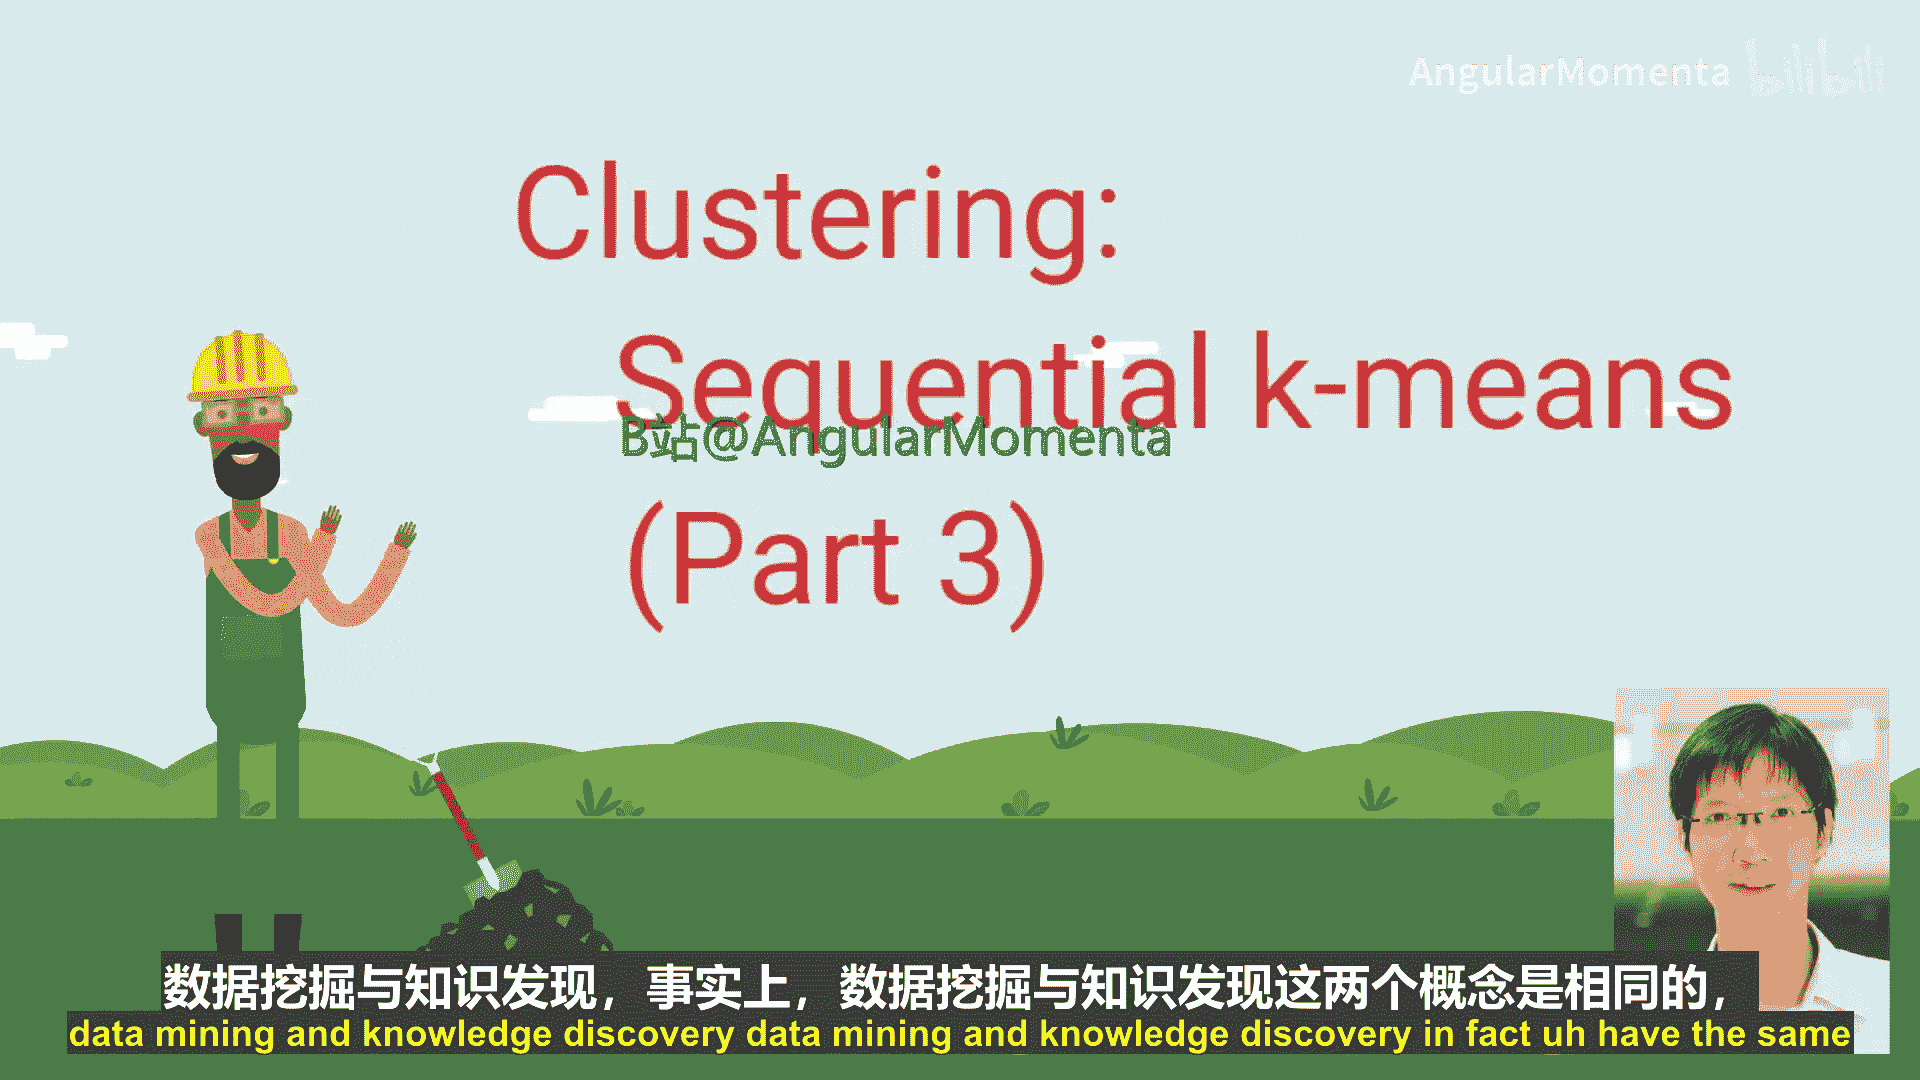 AngularMomenta bilibili
Clustering:
Sequential k-means
B站@AngularMomenta
(Part 3)
数据挖掘与知识发现，事实上，数据挖掘与知识发现这两个概念是相同的，
data mining and knowledge discovery data mining and knowledge discovery in fact uh have the same